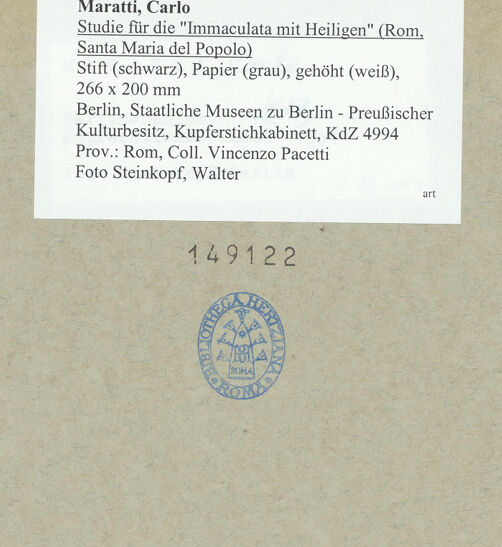 Maratti, Carlo
Studie für die "Immaculata mit Heiligen" (Rom,
Santa Maria del Popolo)
Stift (schwarz), Papier (grau), gehöht (weiß),
266 x 200 mm
Berlin, Staatliche Museen zu Berlin - Preußischer
Kulturbesitz, Kupferstichkabinett, KdZ 4994
Prov.: Rom, Coll. Vincenzo Pacetti
Foto Steinkopf, Walter
art
149122
BIBLIOTHECA HERTZIANA
ROMA
ROMA